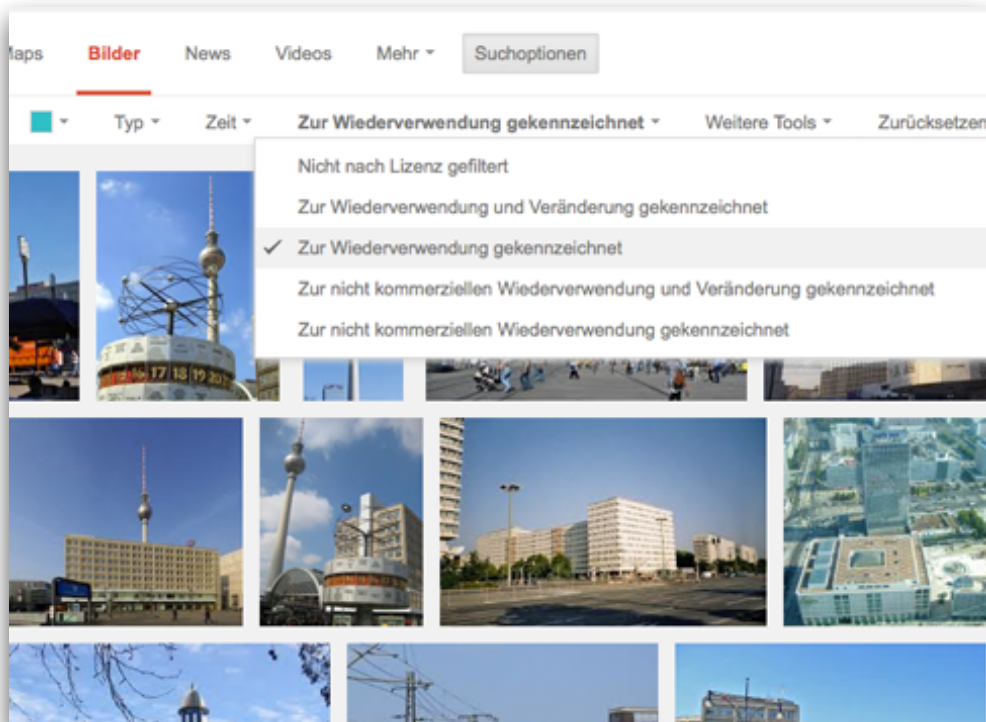 Maps Bilder News Videos Mehr Suchoptionen
Typ Zeit Zur Wiederverwendung gekennzeichnet Weitere Tools Zurücksetzen
Nicht nach Lizenz gefiltert
Zur Wiederverwendung und Veränderung gekennzeichnet
Zur Wiederverwendung gekennzeichnet
Zur nicht kommerziellen Wiederverwendung und Veränderung gekennzeichnet
Zur nicht kommerziellen Wiederverwendung gekennzeichnet
16 17 18 19 20